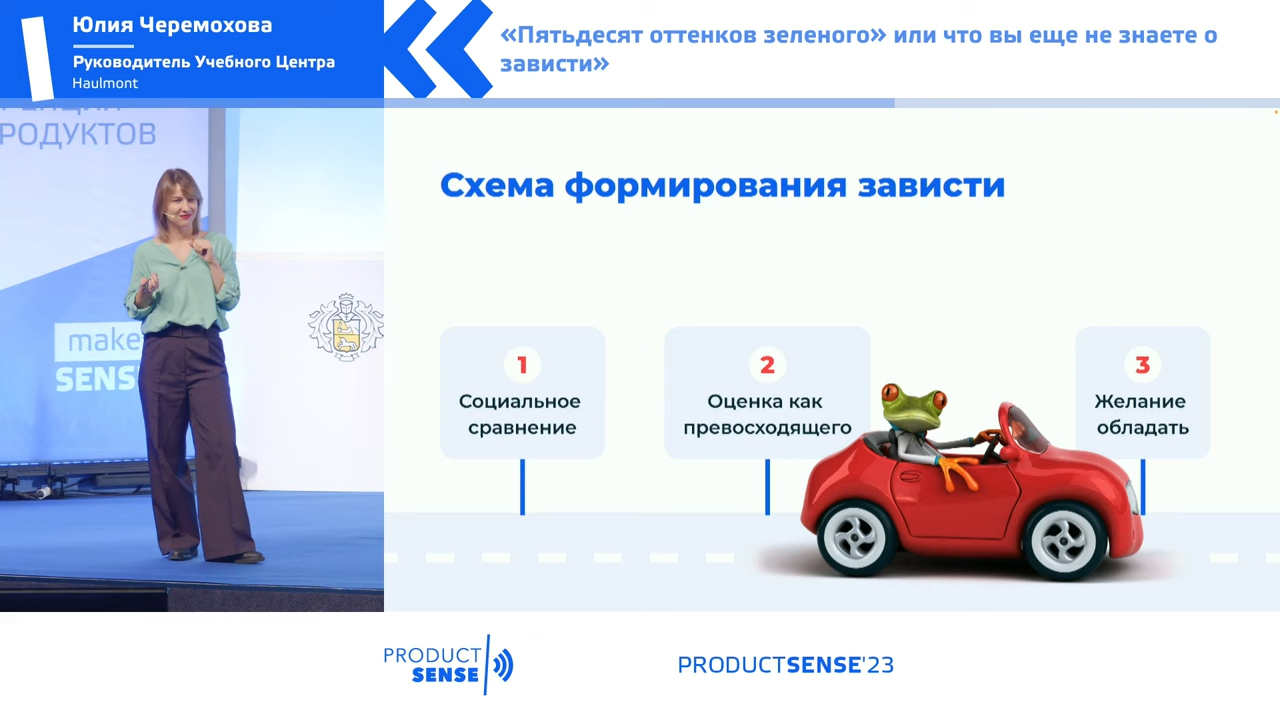 Юлия Черемохова
Руководитель Учебного Центра
Haulmont
«Пятьдесят оттенков зеленого» или что вы еще не знаете о
зависти»
РОДУКТОВ
make
SENS
Схема формирования зависти
1
Социальное
сравнение
2
Оценка как
превосходящего
3
Желание
обладать
PRODUCT
SENSE
PRODUCTSENSE'23